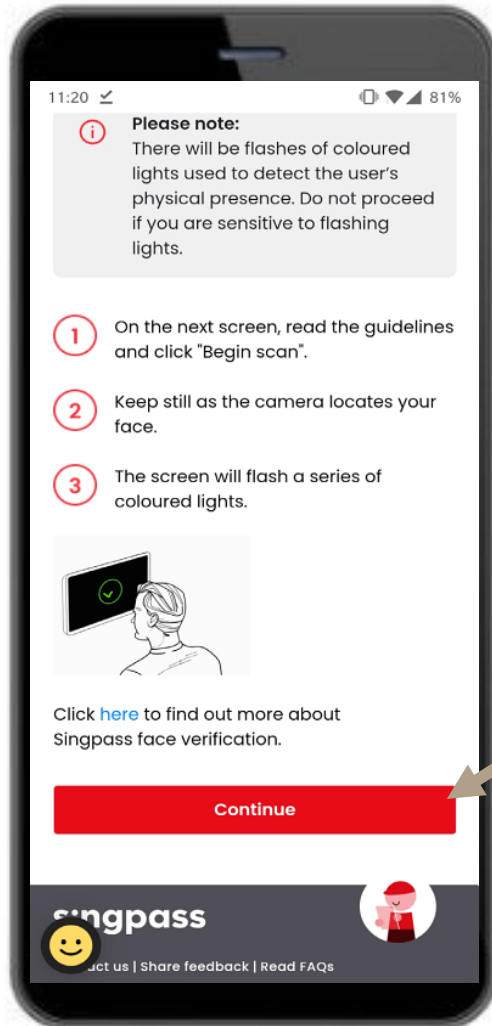 11:20 81%
Please note:
There will be flashes of coloured
lights used to detect the user's
physical presence. Do not proceed
if you are sensitive to flashing
lights.
1 On the next screen, read the guidelines
and click "Begin scan".
2 Keep still as the camera locates your
face.
3 The screen will flash a series of
coloured lights.
Click here to find out more about
Singpass face verification.
Continue
singpass
us | Share feedback | Read FAQs